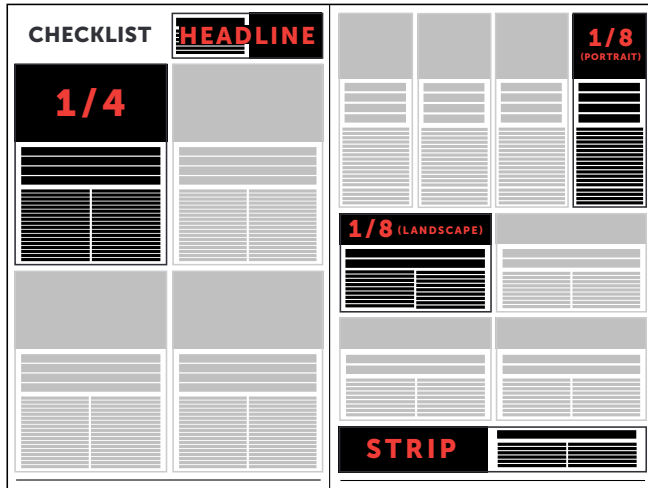 CHECKLIST
HEADLINE
1/4
1/8
(PORTRAIT)
1/8 (LANDSCAPE)
STRIP